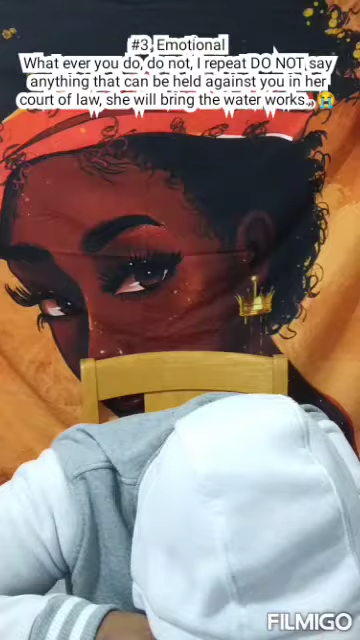 #3. Emotional
What ever you do, do not, I repeat DO NOT, say
anything that can be held against you in her
court of law, she will bring the water works.. 😭
FILMIGO